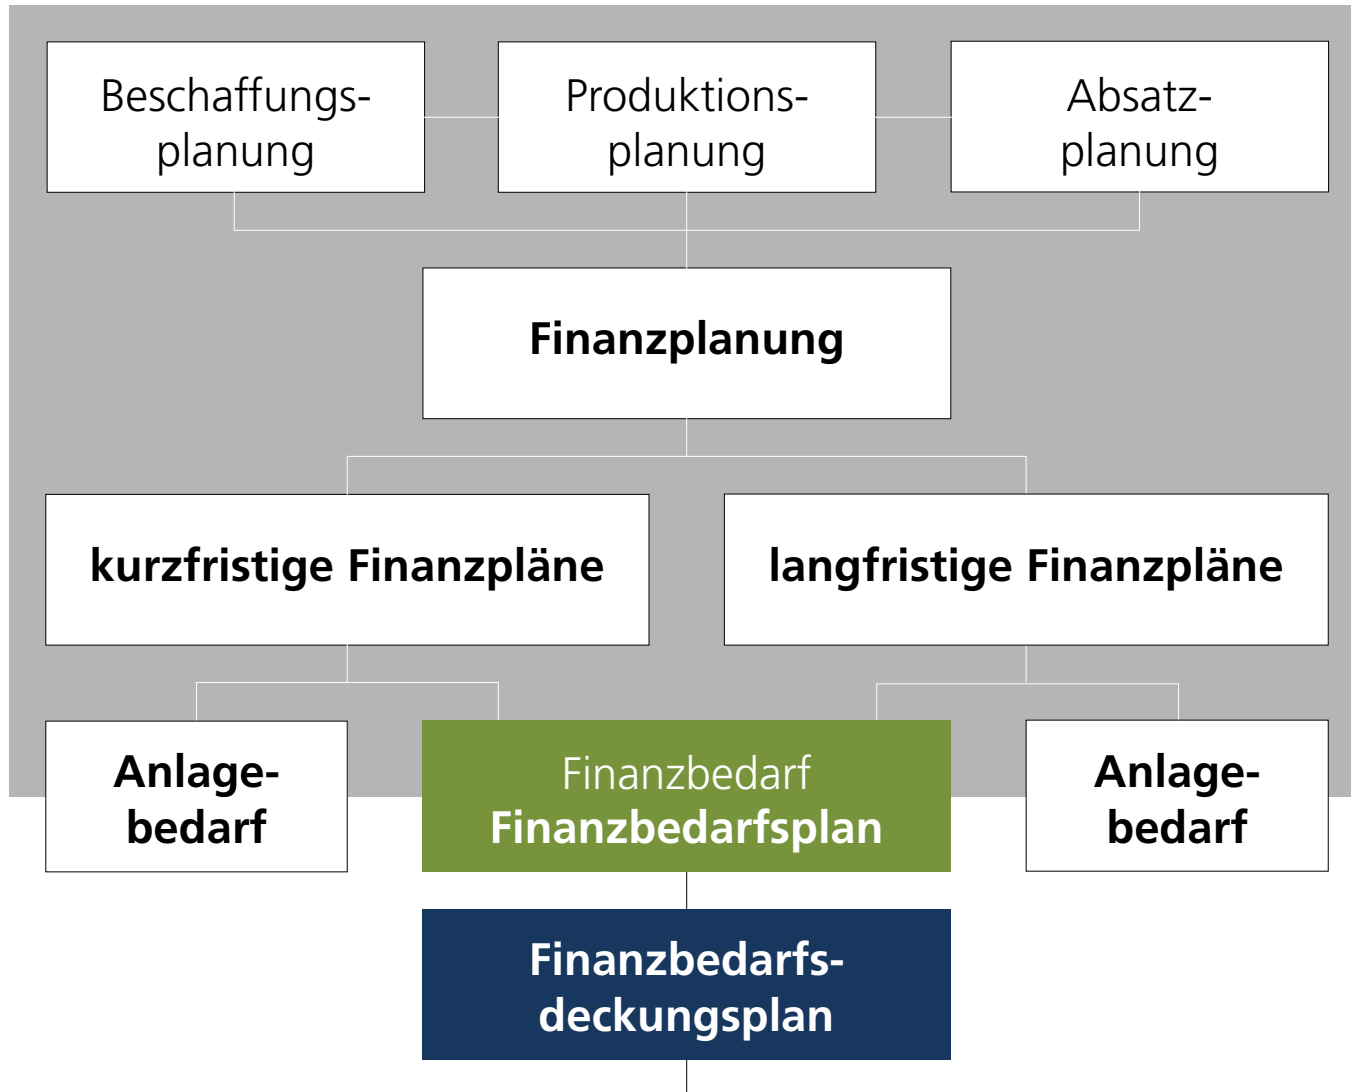 Beschaffungs-
planung
Produktions-
planung
Absatz-
planung
Finanzplanung
kurzfristige Finanzpläne
langfristige Finanzpläne
Anlage-
bedarf
Finanzbedarf
Finanzbedarfsplan
Anlage-
bedarf
Finanzbedarfs-
deckungsplan